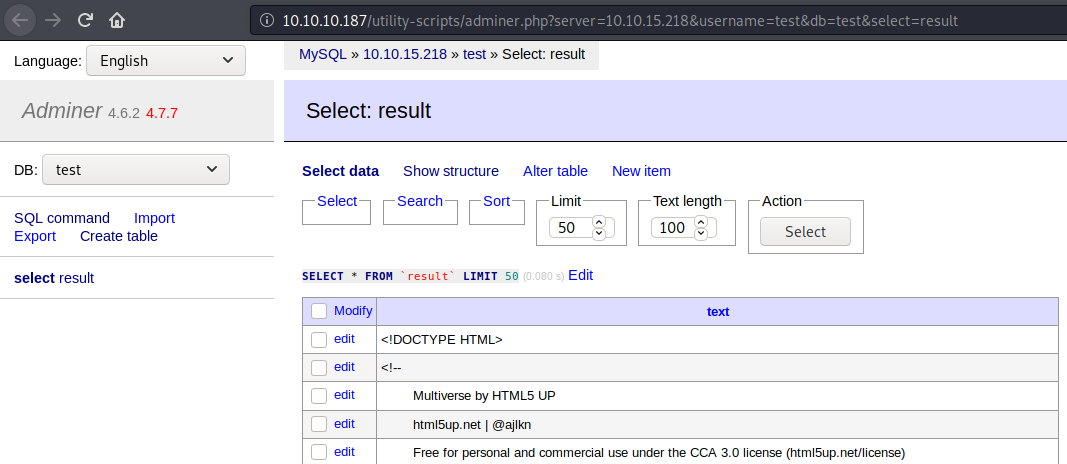 10.10.10.187/utility-scripts/adminer.php?server=10.10.15.218&username=test&db=test&select=result
Language: English
MySQL » 10.10.15.218 » test » Select: result
Adminer 4.6.2 4.7.7
Select: result
DB: test
Select data Show structure Alter table New item
Select Search Sort Limit Text length Action
50 100 Select
SQL command Import
Export Create table
select result
SELECT * FROM `result` LIMIT 50 (0.080 s) Edit
Modify text
edit <!DOCTYPE HTML>
edit <!--
edit Multiverse by HTML5 UP
edit html5up.net | @ajlkn
edit Free for personal and commercial use under the CCA 3.0 license (html5up.net/license)